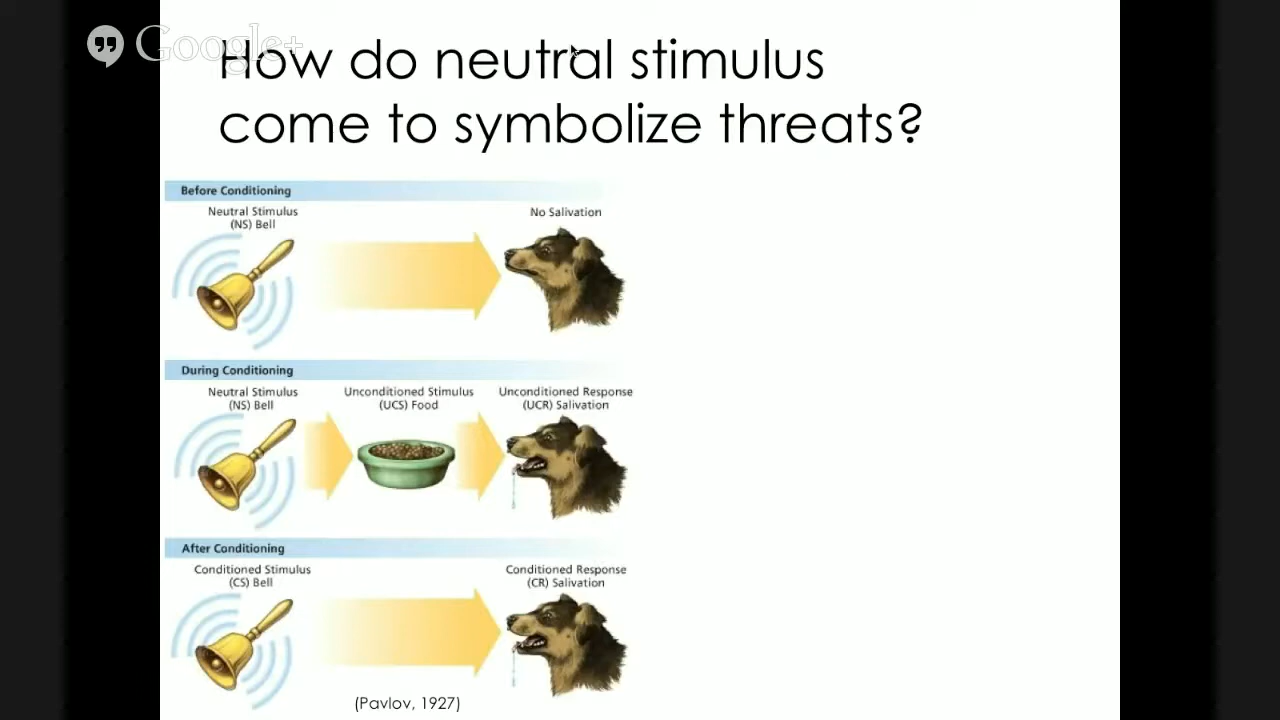 Google+
How do neutral stimulus
come to symbolize threats?
Before Conditioning
Neutral Stimulus
(NS) Bell
No Salivation
During Conditioning
Neutral Stimulus
(NS) Bell
Unconditioned Stimulus
(UCS) Food
Unconditioned Response
(UCR) Salivation
After Conditioning
Conditioned Stimulus
(CS) Bell
Conditioned Response
(CR) Salivation
(Pavlov, 1927)